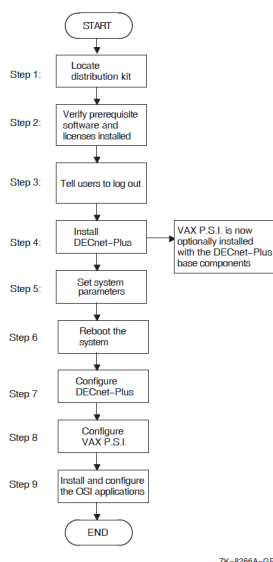 START
Step 1:
Locate
distribution kit
Step 2:
Verify prerequisite
software and
licenses installed
Step 3:
Tell users to log out
Step 4:
Install
DECnet-Plus
VAX P.S.I. is now
optionally installed
with the DECnet-Plus
base components
Step 5:
Set system
parameters
Step 6
Reboot the
system
Step 7
Configure
DECnet-Plus
Step 8
Configure
VAX P.S.I.
Step 9
Install and configure
the OSI applications
END
ZK-8266A-GE